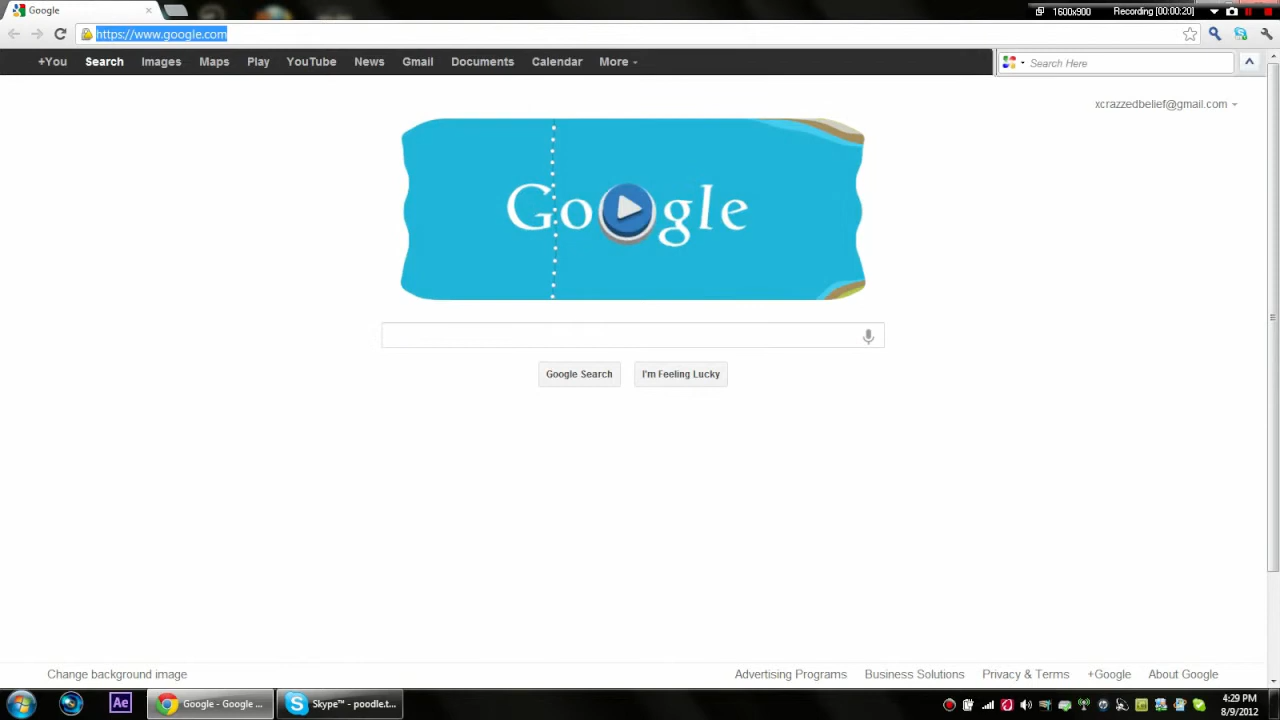 Google
1600x900
Recording [00:00:20]
https://www.google.com
+You Search Images Maps Play YouTube News Gmail Documents Calendar More
Search Here
xcrazzedbelief@gmail.com
Google
Google Search
I'm Feeling Lucky
Change background image
Advertising Programs
Business Solutions
Privacy & Terms
+Google
About Google
Ae
Google - Google ...
Skype™ - poodle.t...
4:29 PM
8/9/2012